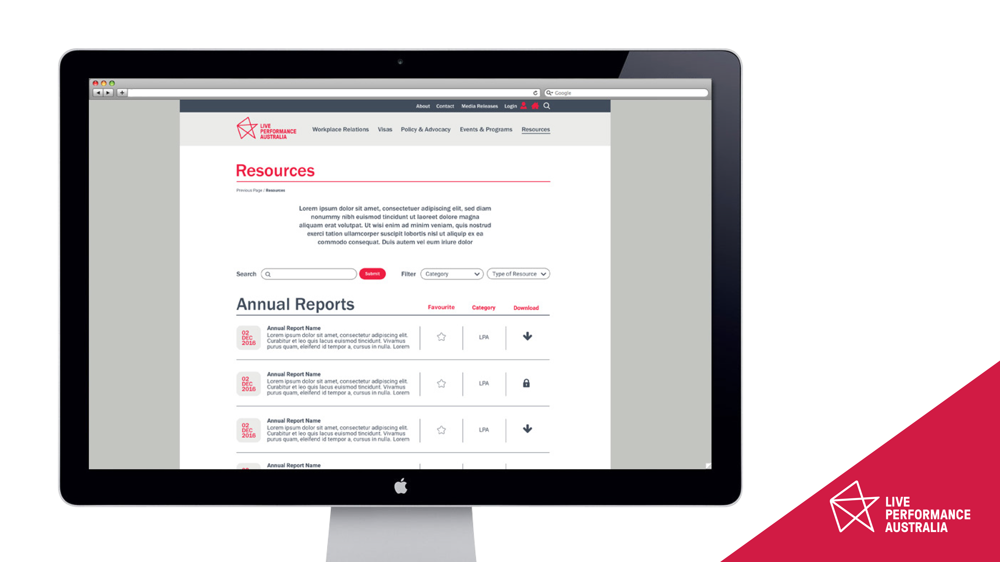 Google
About Contact Media Releases Login
LIVE
PERFORMANCE
AUSTRALIA
Workplace Relations Visas Policy & Advocacy Events & Programs Resources
Resources
Previous Page / Resources
Lorem ipsum dolor sit amet, consectetuer adipiscing elit, sed diam
nonummy nibh euismod tincidunt ut laoreet dolore magna
aliquam erat volutpat. Ut wisi enim ad minim veniam, quis nostrud
exerci tation ullamcorper suscipit lobortis nisl ut aliquip ex ea
commodo consequat. Duis autem vel eum iriure dolor
Search Submit Filter Category Type of Resource
Annual Reports Favourite Category Download
02
DEC
2016
Annual Report Name
Lorem ipsum dolor sit amet, consectetur adipiscing elit.
Curabitur et leo quis lacus euismod tincidunt. Vivamus
purus quam, eleifend id tempor a, cursus in nulla. Lorem
LPA
02
DEC
2016
Annual Report Name
Lorem ipsum dolor sit amet, consectetur adipiscing elit.
Curabitur et leo quis lacus euismod tincidunt. Vivamus
purus quam, eleifend id tempor a, cursus in nulla. Lorem
LPA
02
DEC
2016
Annual Report Name
Lorem ipsum dolor sit amet, consectetur adipiscing elit.
Curabitur et leo quis lacus euismod tincidunt. Vivamus
purus quam, eleifend id tempor a, cursus in nulla. Lorem
LPA
Annual Report Name
LIVE
PERFORMANCE
AUSTRALIA